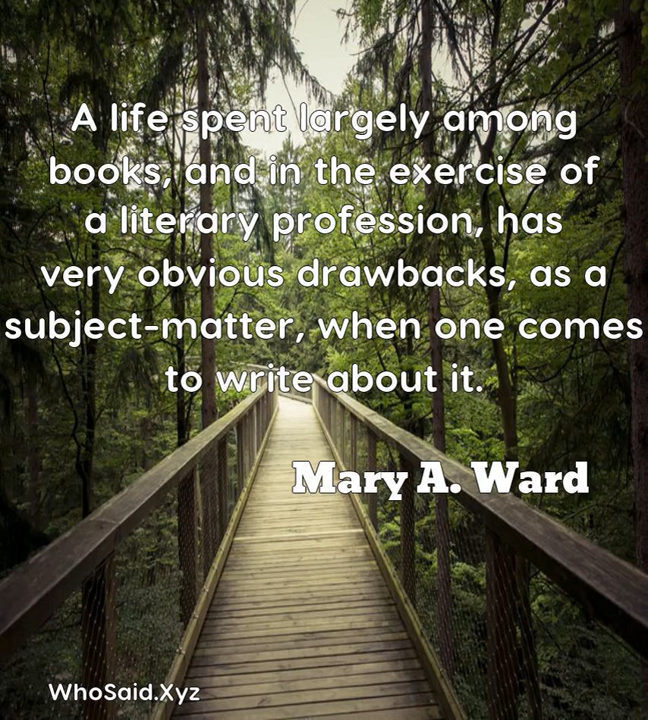 A life spent largely among
books, and in the exercise of
a literary profession, has
very obvious drawbacks, as a
subject-matter, when one comes
to write about it.
Mary A. Ward
WhoSaid.Xyz